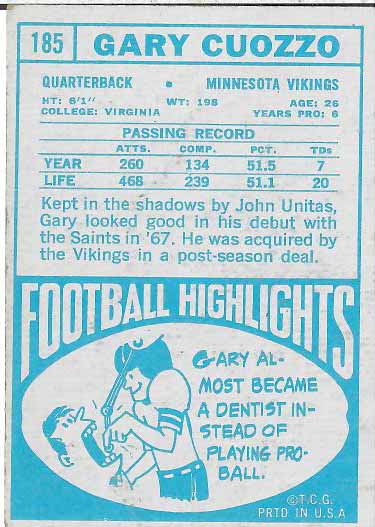 185 GARY CUOZZO
QUARTERBACK • MINNESOTA VIKINGS
HT: 6'1" WT: 198 AGE: 26
COLLEGE: VIRGINIA YEARS PRO: 6
PASSING RECORD
ATTS. COMP. PCT. TDs
YEAR 260 134 51.5 7
LIFE 468 239 51.1 20
Kept in the shadows by John Unitas,
Gary looked good in his debut with
the Saints in '67. He was acquired by
the Vikings in a post-season deal.
FOOTBALL HIGHLIGHTS
GARY AL-
MOST BECAME
A DENTIST IN-
STEAD OF
PLAYING PRO-
BALL.
©T.C.G.
PRTD IN U.S.A